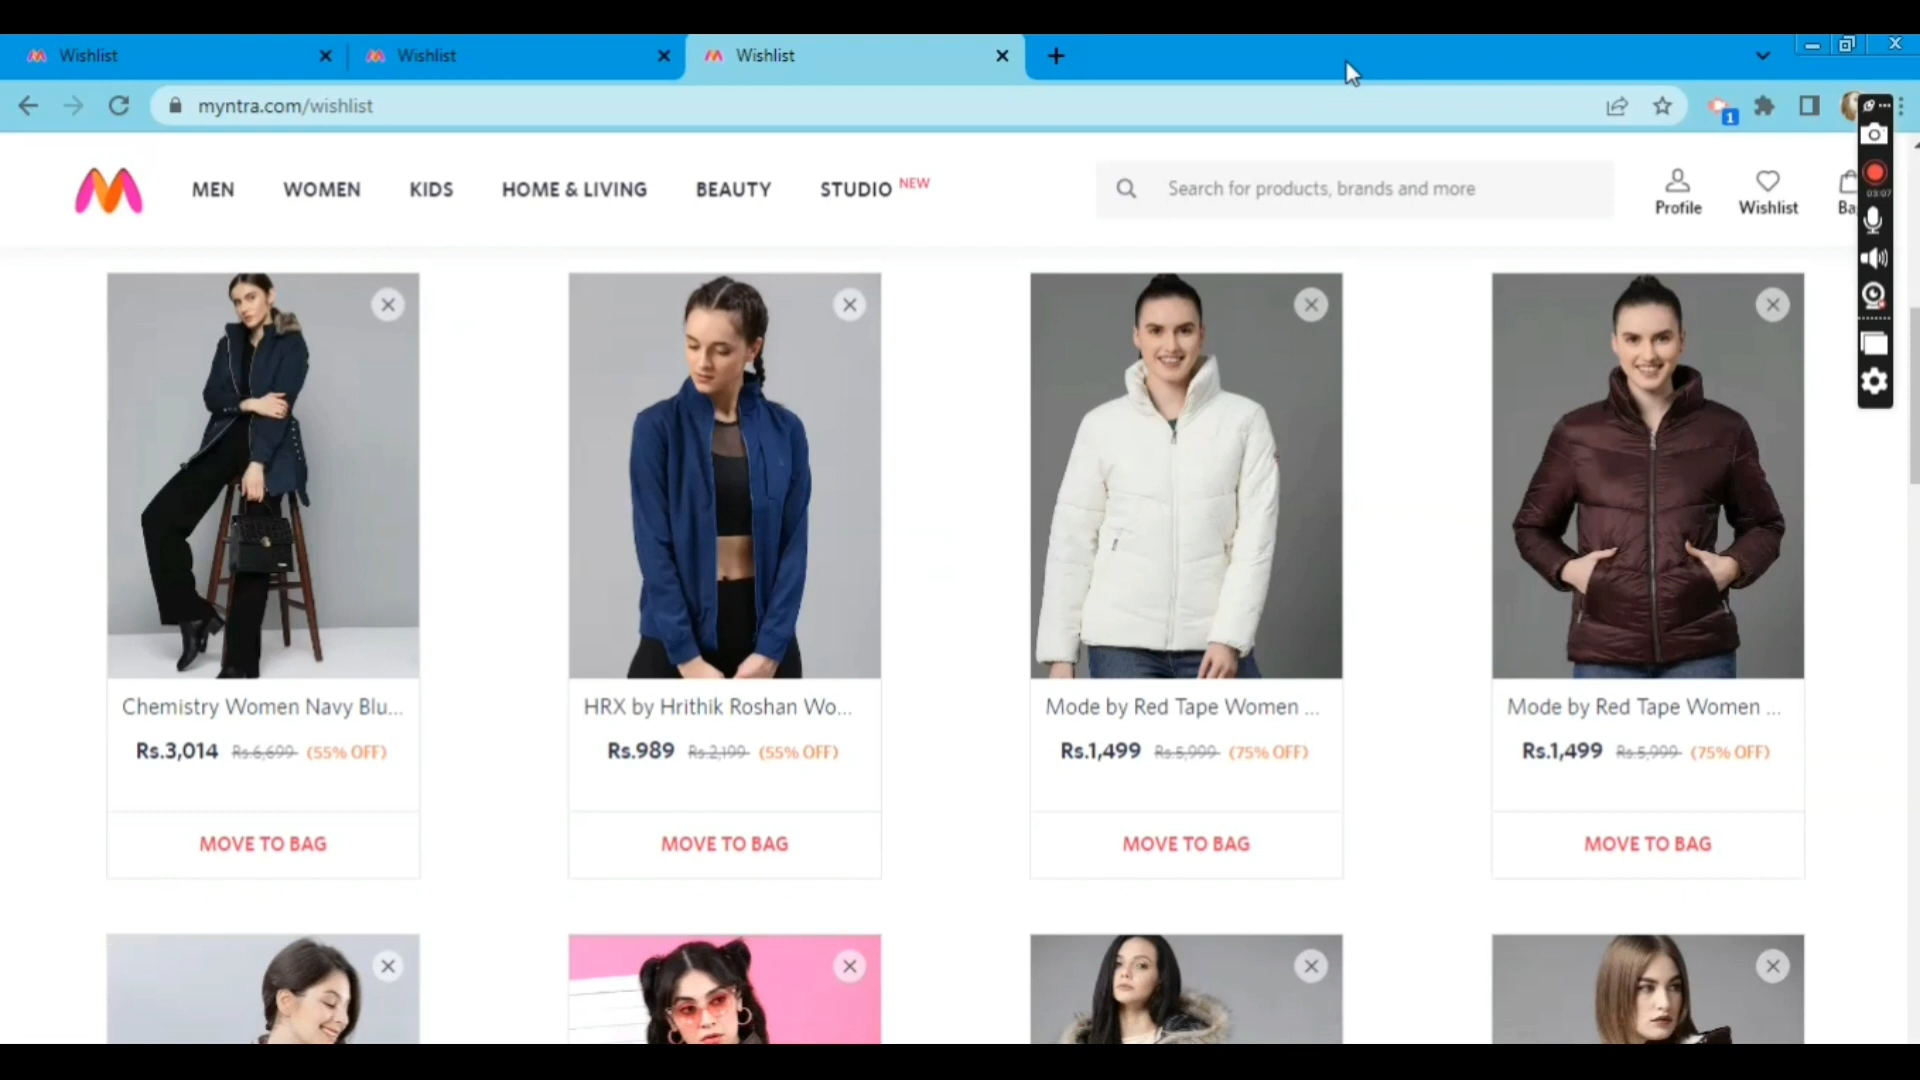 Wishlist
Wishlist
Wishlist
myntra.com/wishlist
1
MEN
WOMEN
KIDS
HOME & LIVING
BEAUTY
STUDIO NEW
Search for products, brands and more
Profile
Wishlist
Ba
03:07
Chemistry Women Navy Blu...
HRX by Hrithik Roshan Wo...
Mode by Red Tape Women ...
Mode by Red Tape Women ...
Rs.3,014 Rs.6,699 (55% OFF)
Rs.989 Rs.2,199 (55% OFF)
Rs.1,499 Rs.5,999 (75% OFF)
Rs.1,499 Rs.5,999 (75% OFF)
MOVE TO BAG
MOVE TO BAG
MOVE TO BAG
MOVE TO BAG